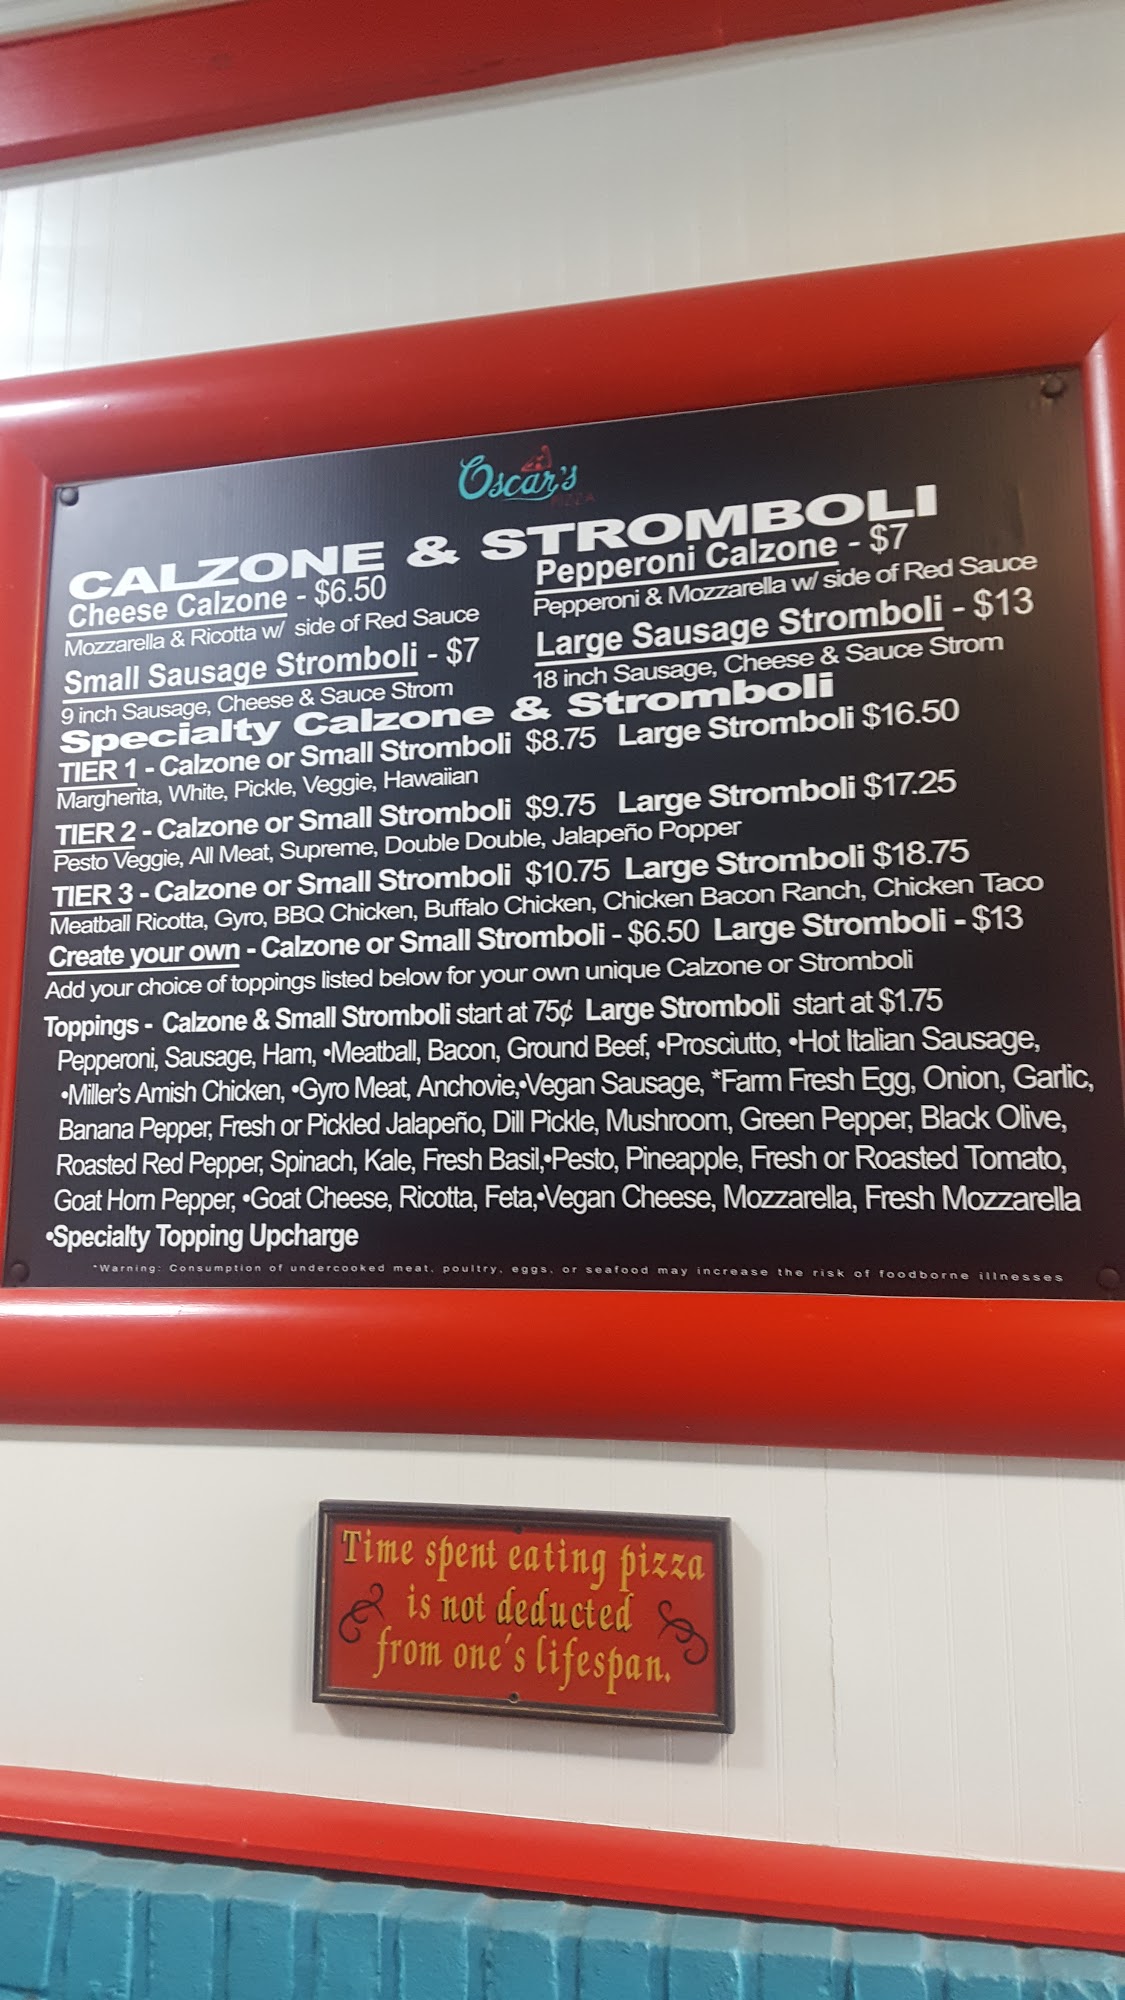 Oscar's
PIZZA
CALZONE & STROMBOLI
Cheese Calzone - $6.50
Mozzarella & Ricotta w/ side of Red Sauce
Pepperoni Calzone - $7
Pepperoni & Mozzarella w/ side of Red Sauce
Small Sausage Stromboli - $7
9 inch Sausage, Cheese & Sauce Strom
Large Sausage Stromboli - $13
18 inch Sausage, Cheese & Sauce Strom
Specialty Calzone & Stromboli
TIER 1 - Calzone or Small Stromboli $8.75 Large Stromboli $16.50
Margherita, White, Pickle, Veggie, Hawaiian
TIER 2 - Calzone or Small Stromboli $9.75 Large Stromboli $17.25
Pesto Veggie, All Meat, Supreme, Double Double, Jalapeño Popper
TIER 3 - Calzone or Small Stromboli $10.75 Large Stromboli $18.75
Meatball Ricotta, Gyro, BBQ Chicken, Buffalo Chicken, Chicken Bacon Ranch, Chicken Taco
Create your own - Calzone or Small Stromboli - $6.50 Large Stromboli - $13
Add your choice of toppings listed below for your own unique Calzone or Stromboli
Toppings - Calzone & Small Stromboli start at 75¢ Large Stromboli start at $1.75
Pepperoni, Sausage, Ham, •Meatball, Bacon, Ground Beef, •Prosciutto, •Hot Italian Sausage,
•Miller's Amish Chicken, •Gyro Meat, Anchovie,•Vegan Sausage, *Farm Fresh Egg, Onion, Garlic,
Banana Pepper, Fresh or Pickled Jalapeño, Dill Pickle, Mushroom, Green Pepper, Black Olive,
Roasted Red Pepper, Spinach, Kale, Fresh Basil,•Pesto, Pineapple, Fresh or Roasted Tomato,
Goat Horn Pepper, •Goat Cheese, Ricotta, Feta,•Vegan Cheese, Mozzarella, Fresh Mozzarella
•Specialty Topping Upcharge
*Warning: Consumption of undercooked meat, poultry, eggs, or seafood may increase the risk of foodborne illnesses
Time spent eating pizza
is not deducted
from one's lifespan.